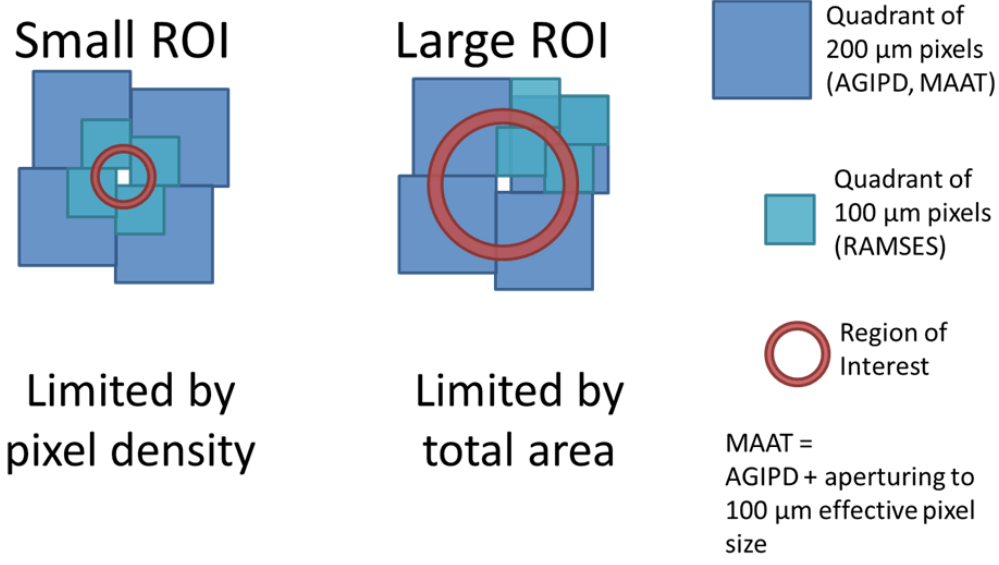 Small ROI
Large ROI
Limited by
pixel density
Limited by
total area
Quadrant of
200 µm pixels
(AGIPD, MAAT)
Quadrant of
100 µm pixels
(RAMSES)
Region of
Interest
MAAT =
AGIPD + aperturing to
100 µm effective pixel
size